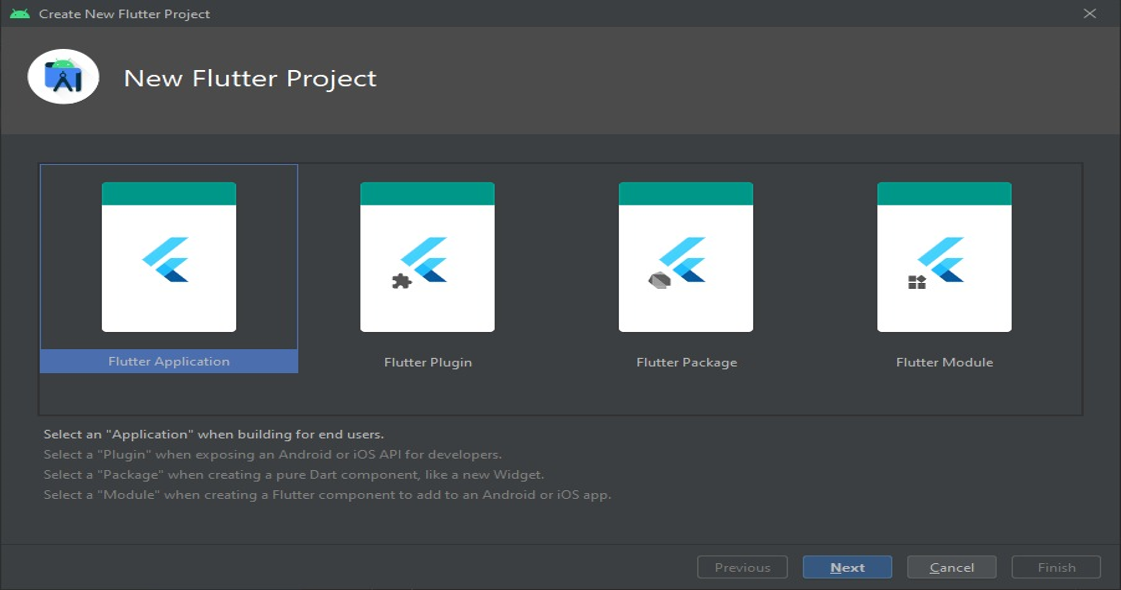 Create New Flutter Project
New Flutter Project
Flutter Application
Flutter Plugin
Flutter Package
Flutter Module
Select an "Application" when building for end users.
Select a "Plugin" when exposing an Android or iOS API for developers.
Select a "Package" when creating a pure Dart component, like a new Widget.
Select a "Module" when creating a Flutter component to add to an Android or iOS app.
Previous
Next
Cancel
Finish